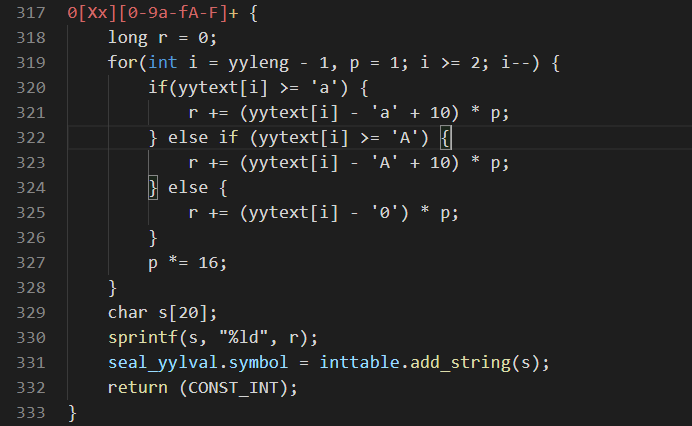 317 0[Xx][0-9a-fA-F]+ {
318     long r = 0;
319     for(int i = yyleng - 1, p = 1; i >= 2; i--) {
320         if(yytext[i] >= 'a') {
321             r += (yytext[i] - 'a' + 10) * p;
322         } else if (yytext[i] >= 'A') {
323             r += (yytext[i] - 'A' + 10) * p;
324         } else {
325             r += (yytext[i] - '0') * p;
326         }
327         p *= 16;
328     }
329     char s[20];
330     sprintf(s, "%ld", r);
331     seal_yylval.symbol = inttable.add_string(s);
332     return (CONST_INT);
333 }